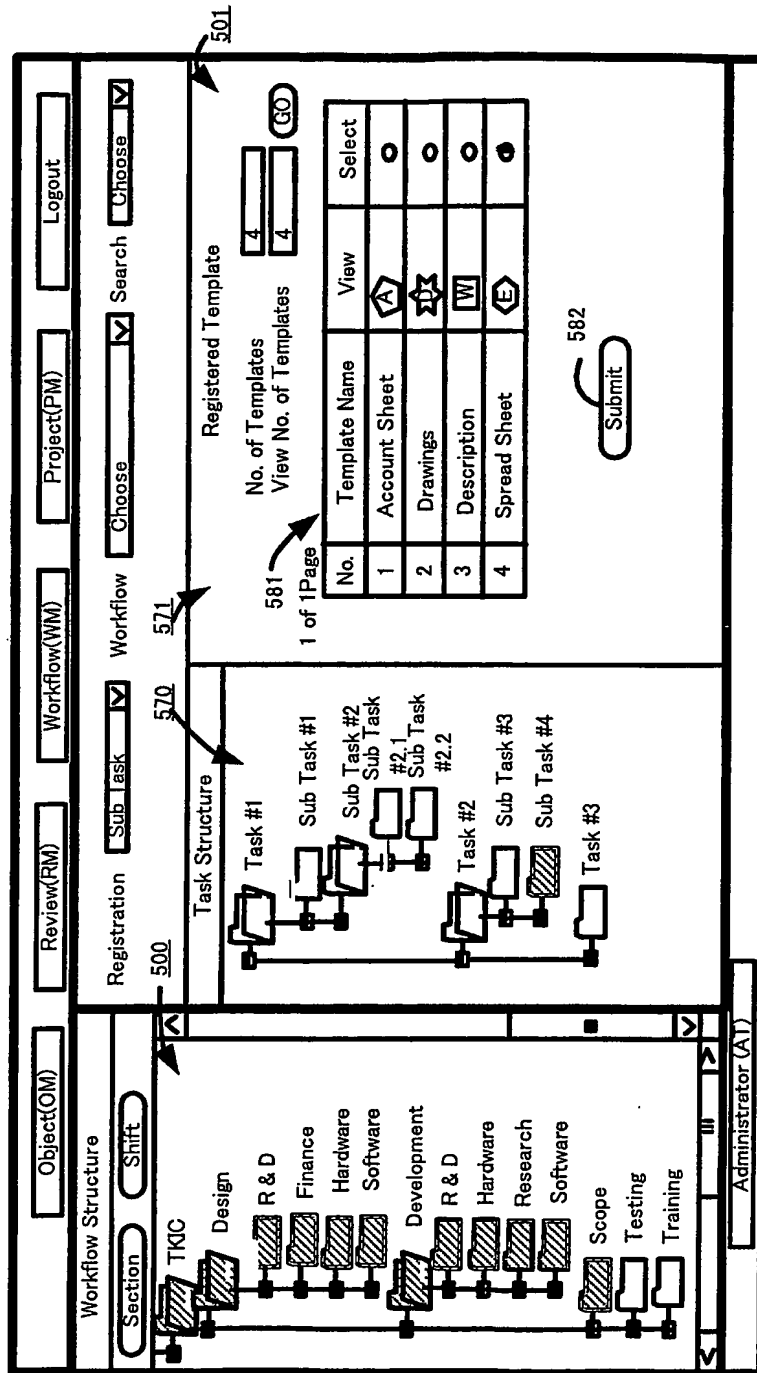 Object(OM) Review(RM) Workflow(WM) Project(PM) Logout
Workflow Structure
Section Shift
500
TKIC
Design
R & D
Finance
Hardware
Software
Development
R & D
Hardware
Research
Software
Scope
Testing
Training
Registration Sub Task Workflow Choose Search Choose
570
571
501
Task Structure
Task #1
Sub Task #1
Sub Task #2
Sub Task
#2.1
Sub Task
#2.2
Task #2
Sub Task #3
Sub Task #4
Task #3
Registered Template
No. of Templates 4
View No. of Templates 4 GO
581
1 of 1Page
No. Template Name View Select
1 Account Sheet A
2 Drawings D
3 Description W
4 Spread Sheet E
582
Submit
Administrator (AT)